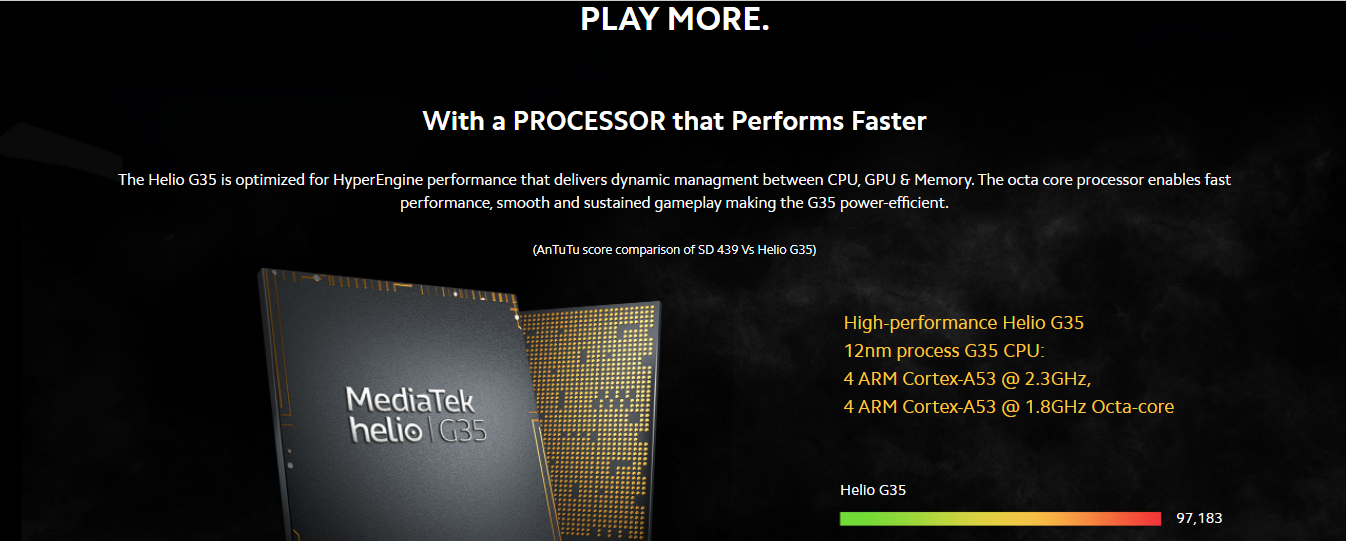 PLAY MORE.
With a PROCESSOR that Performs Faster
The Helio G35 is optimized for HyperEngine performance that delivers dynamic managment between CPU, GPU & Memory. The octa core processor enables fast
performance, smooth and sustained gameplay making the G35 power-efficient.
(AnTuTu score comparison of SD 439 Vs Helio G35)
MediaTek
helio | G35
High-performance Helio G35
12nm process G35 CPU:
4 ARM Cortex-A53 @ 2.3GHz,
4 ARM Cortex-A53 @ 1.8GHz Octa-core
Helio G35
97,183